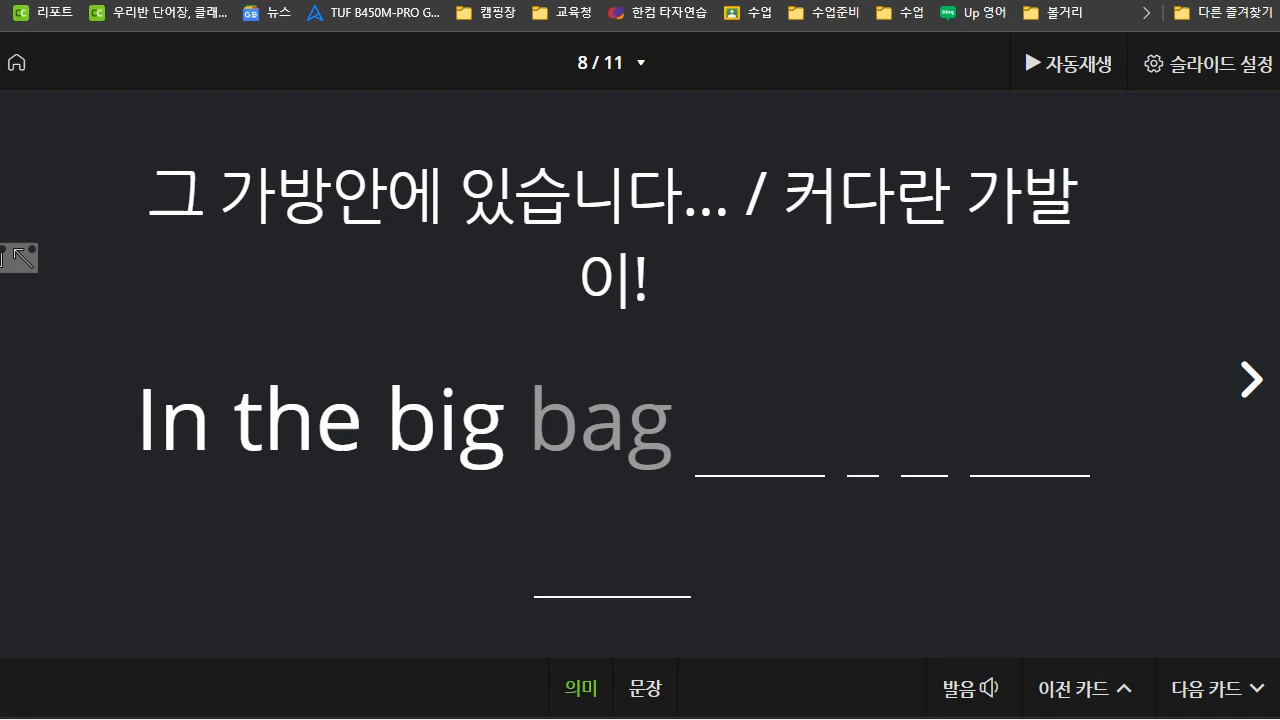 리포트 우리반 단어장, 클래... 뉴스 TUF B450M-PRO G... 캠핑장 교육청 한컴 타자연습 수업 수업준비 수업 Up 영어 볼거리 다른 즐겨찾기
8 / 11 자동재생 슬라이드 설정
그 가방안에 있습니다... / 커다란 가발
이!
In the big bag
의미 문장 발음 이전 카드 다음 카드